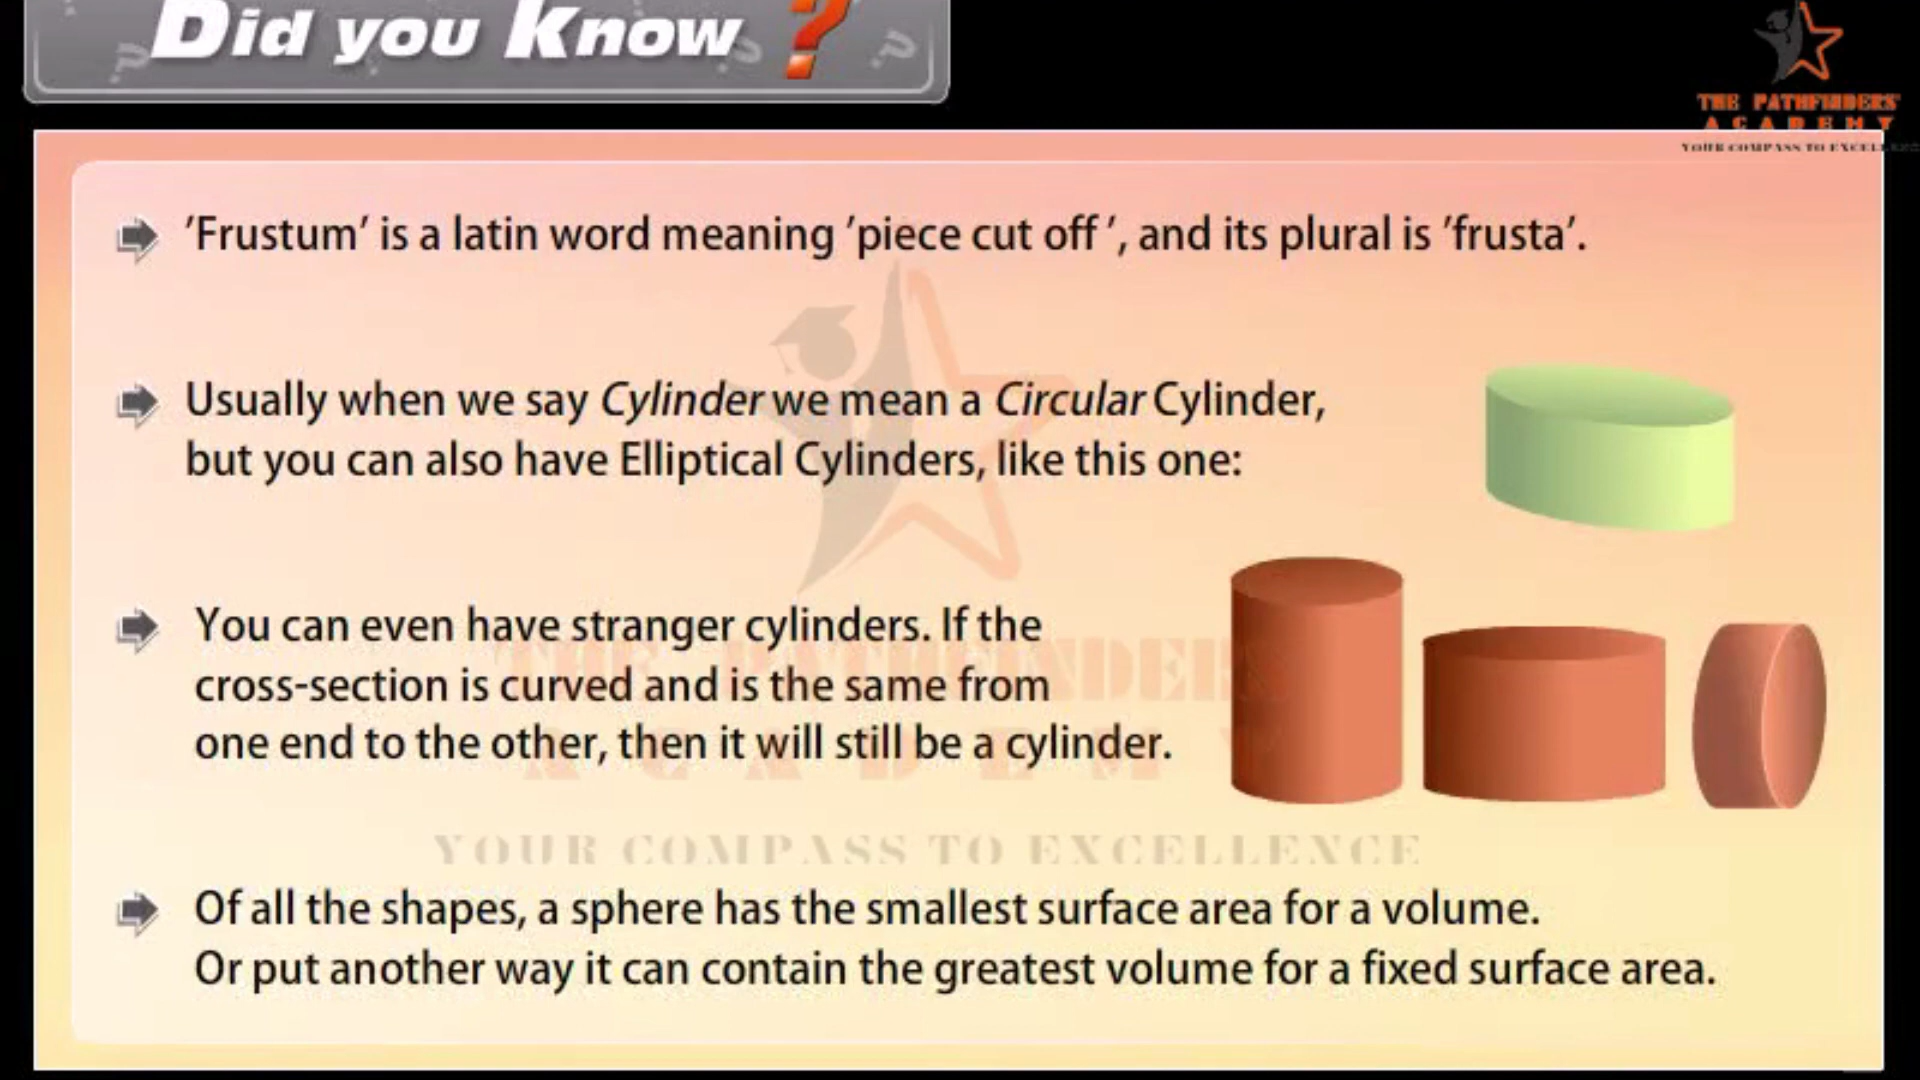 Did you Know ?
THE PATHFINDERS'
ACADEMY
YOUR COMPASS TO EXCELLENCE
'Frustum' is a latin word meaning 'piece cut off ', and its plural is 'frusta'.
Usually when we say Cylinder we mean a Circular Cylinder,
but you can also have Elliptical Cylinders, like this one:
You can even have stranger cylinders. If the
cross-section is curved and is the same from
one end to the other, then it will still be a cylinder.
YOUR COMPASS TO EXCELLENCE
Of all the shapes, a sphere has the smallest surface area for a volume.
Or put another way it can contain the greatest volume for a fixed surface area.